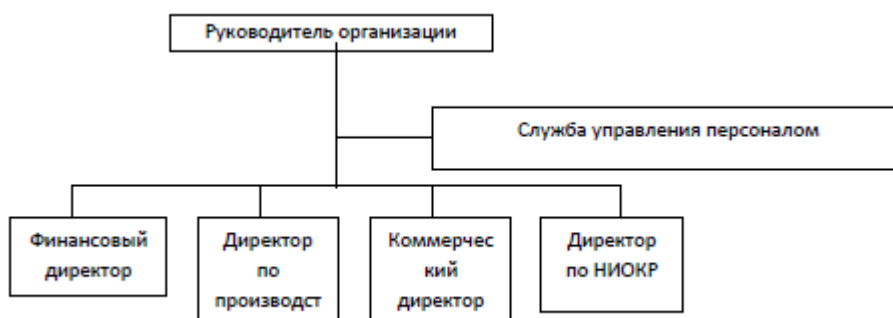 Руководитель организации
Служба управления персоналом
Финансовый
директор
Директор
по
производст
Коммерчес
кий
директор
Директор
по НИОКР